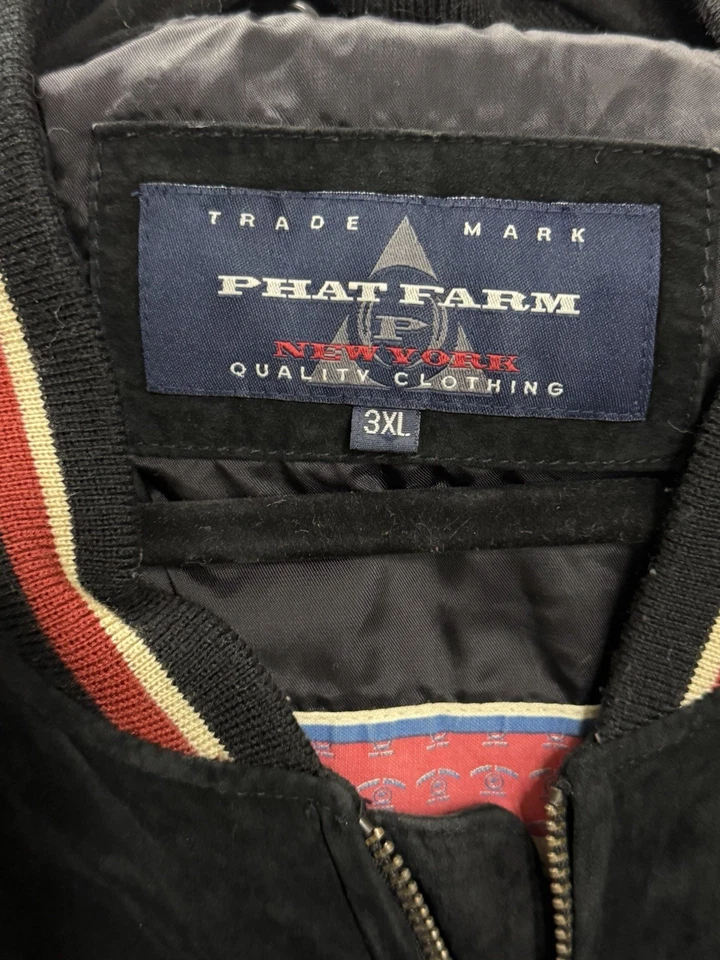 TRADE MARK
PHAT FARM
P
NEW YORK
QUALITY CLOTHING
3XL